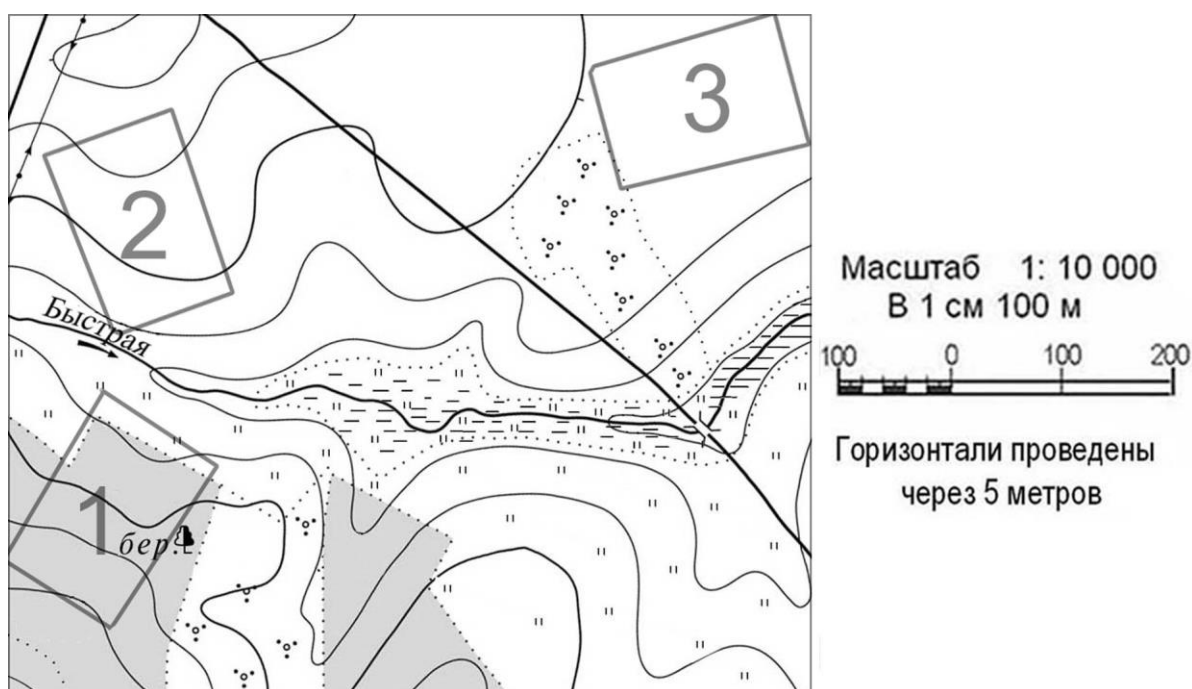 3
2
Быстрая
1
бер.
Масштаб 1: 10 000
В 1 см 100 м
100 0 100 200
Горизонтали проведены
через 5 метров